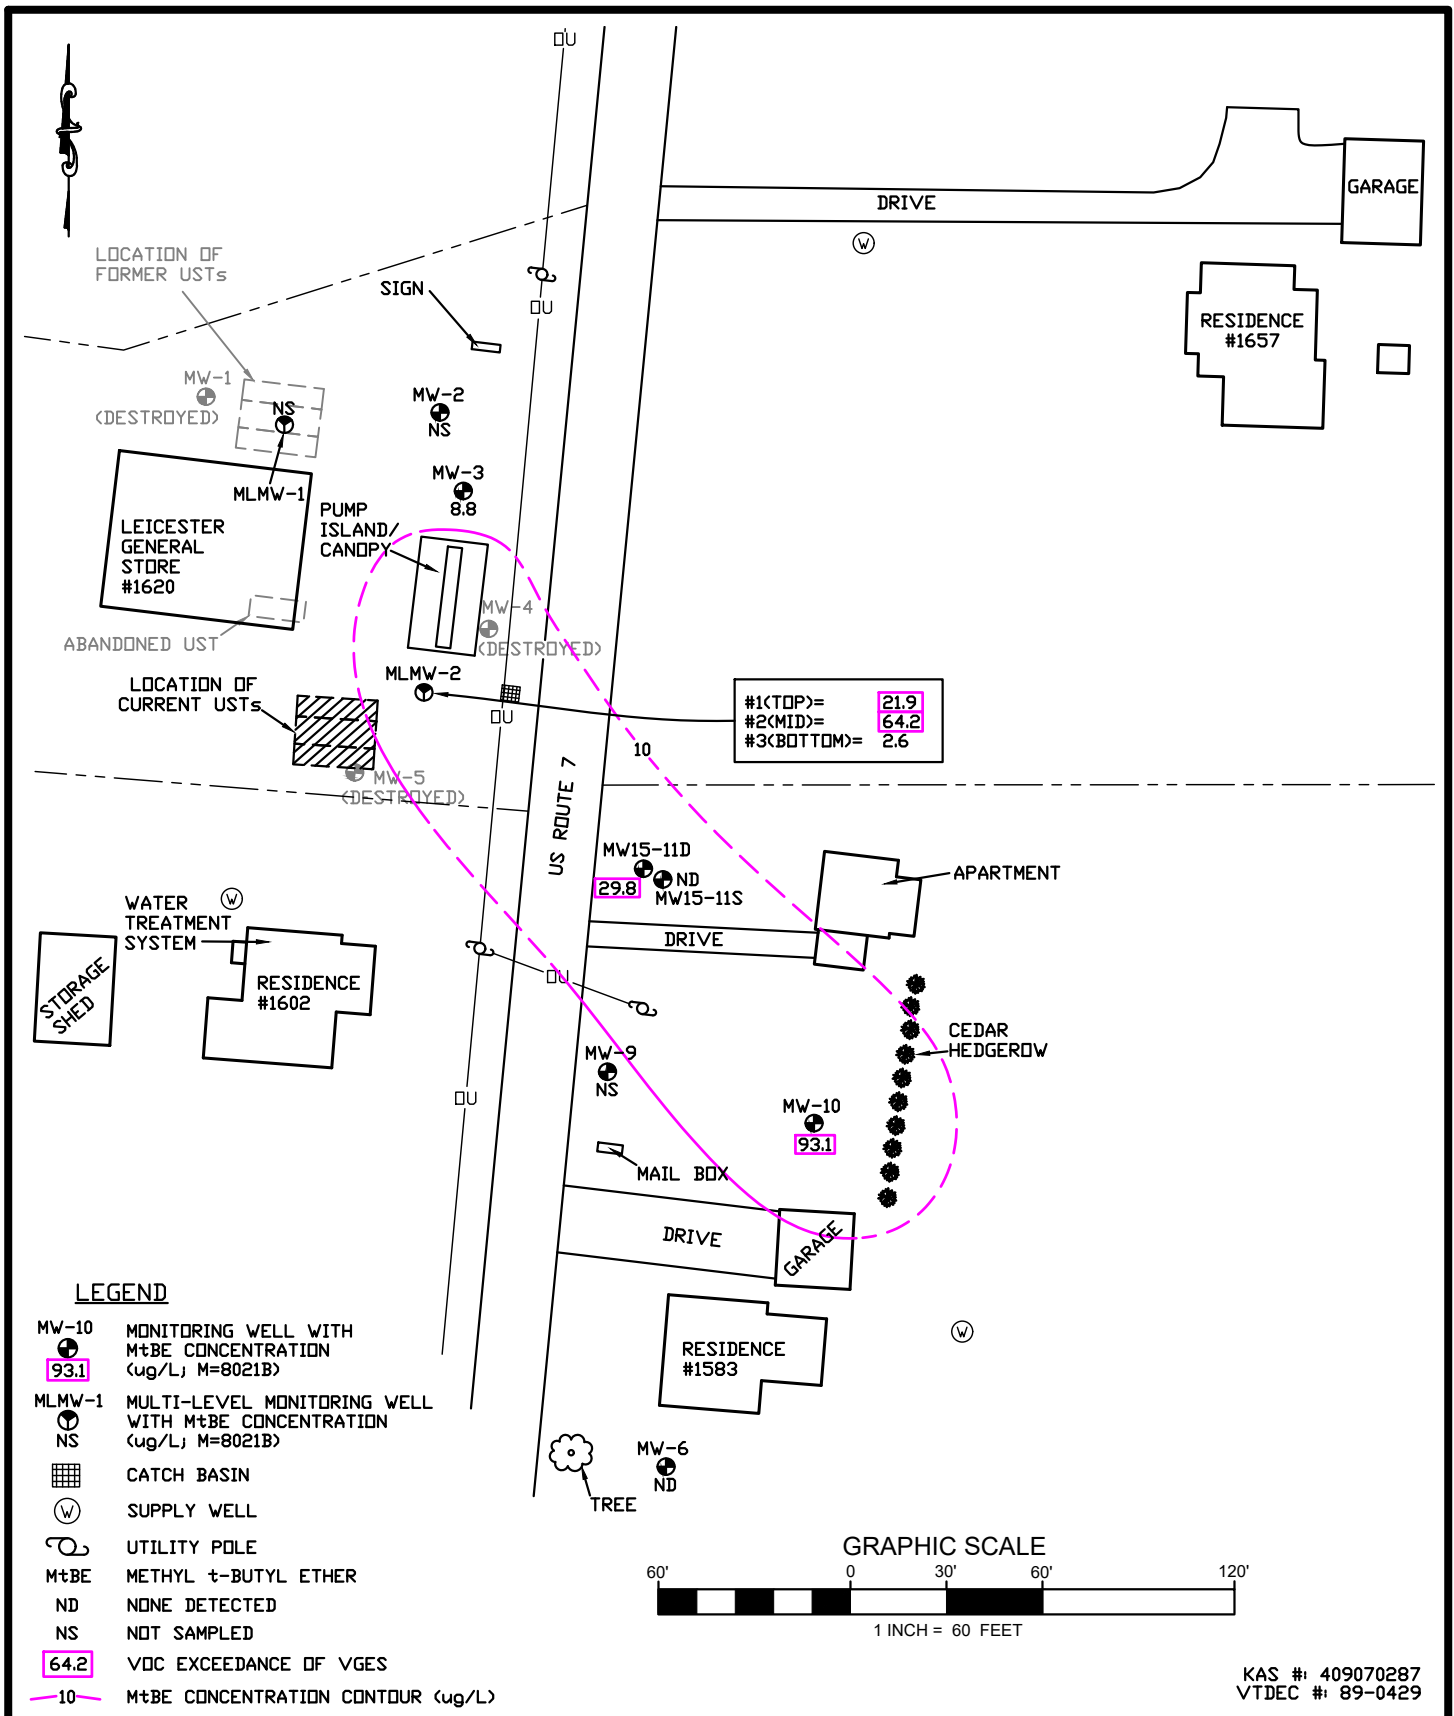 OU
GARAGE
DRIVE
W
LOCATION OF
FORMER USTs
SIGN
OU
RESIDENCE
#1657
MW-1
(DESTROYED)
NS
MLMW-1
MW-2
NS
MW-3
8.8
PUMP
ISLAND/
CANOPY
LEICESTER
GENERAL
STORE
#1620
ABANDONED UST
MW-4
(DESTROYED)
MLMW-2
LOCATION OF
CURRENT USTs
#1(TOP)= 21.9
#2(MID)= 64.2
#3(BOTTOM)= 2.6
OU
10
MW-5
(DESTROYED)
US ROUTE 7
MW15-11D
29.8
ND
MW15-11S
APARTMENT
WATER
TREATMENT
SYSTEM
W
DRIVE
STORAGE
SHED
RESIDENCE
#1602
OU
CEDAR
HEDGEROW
MW-9
NS
OU
MW-10
93.1
MAIL BOX
DRIVE
GARAGE
RESIDENCE
#1583
W
MW-6
ND
TREE
LEGEND
MW-10
93.1
MONITORING WELL WITH
MtBE CONCENTRATION
(ug/L; M=8021B)
MLMW-1
NS
MULTI-LEVEL MONITORING WELL
WITH MtBE CONCENTRATION
(ug/L; M=8021B)
CATCH BASIN
W SUPPLY WELL
UTILITY POLE
MtBE METHYL t-BUTYL ETHER
ND NONE DETECTED
NS NOT SAMPLED
64.2 VOC EXCEEDANCE OF VGES
10 MtBE CONCENTRATION CONTOUR (ug/L)
GRAPHIC SCALE
60' 0 30' 60' 120'
1 INCH = 60 FEET
KAS #: 409070287
VTDEC #: 89-0429